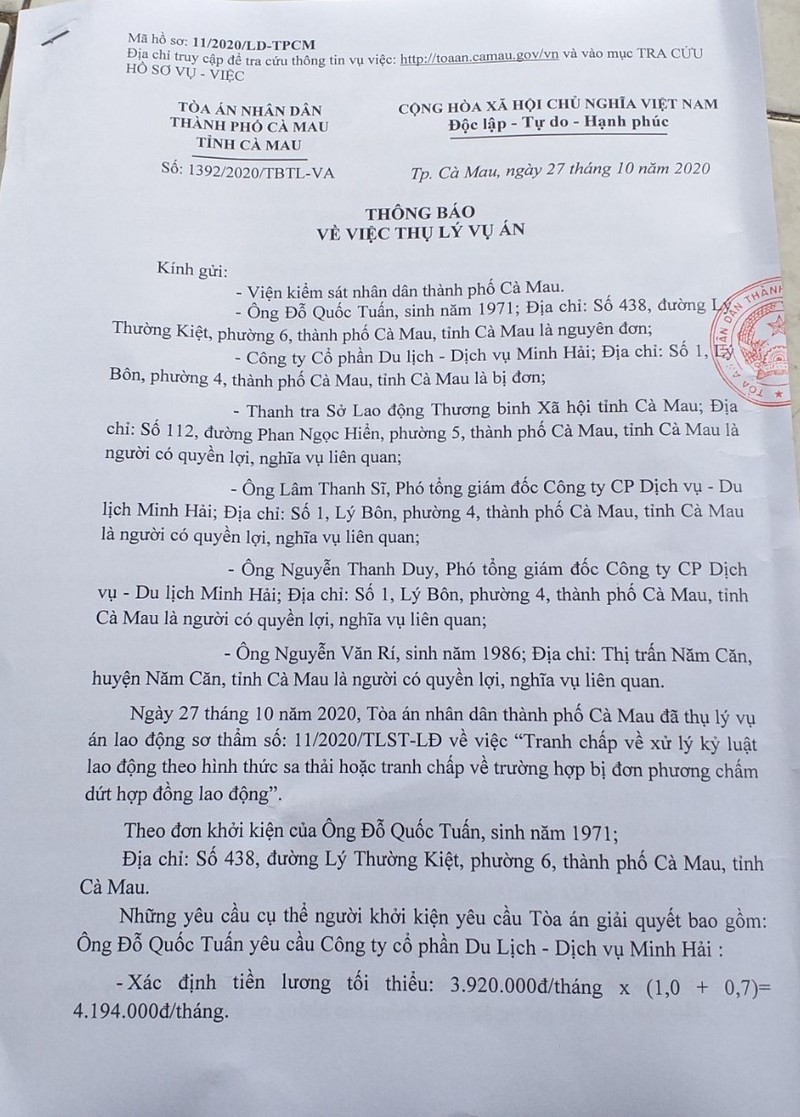 Mã hồ sơ: 11/2020/LD-TPCM
Địa chỉ truy cập để tra cứu thông tin vụ việc: http://toaan.camau.gov/vn và vào mục TRA CỨU
HỒ SƠ VỤ - VIỆC
TÒA ÁN NHÂN DÂN
THÀNH PHỐ CÀ MAU
TỈNH CÀ MAU
Số: 1392/2020/TBTL-VA
CỘNG HÒA XÃ HỘI CHỦ NGHĨA VIỆT NAM
Độc lập - Tự do - Hạnh phúc
Tp. Cà Mau, ngày 27 tháng 10 năm 2020
THÔNG BÁO
VỀ VIỆC THỤ LÝ VỤ ÁN
Kính gửi:
- Viện kiểm sát nhân dân thành phố Cà Mau.
- Ông Đỗ Quốc Tuấn, sinh năm 1971; Địa chỉ: Số 438, đường Lý
Thường Kiệt, phường 6, thành phố Cà Mau, tỉnh Cà Mau là nguyên đơn;
- Công ty Cổ phần Du lịch - Dịch vụ Minh Hải; Địa chỉ: Số 1, Lý
Bôn, phường 4, thành phố Cà Mau, tỉnh Cà Mau là bị đơn;
- Thanh tra Sở Lao động Thương binh Xã hội tỉnh Cà Mau; Địa
chỉ: Số 112, đường Phan Ngọc Hiển, phường 5, thành phố Cà Mau, tỉnh Cà Mau là
người có quyền lợi, nghĩa vụ liên quan;
- Ông Lâm Thanh Sĩ, Phó tổng giám đốc Công ty CP Dịch vụ - Du
lịch Minh Hải; Địa chỉ: Số 1, Lý Bôn, phường 4, thành phố Cà Mau, tỉnh Cà Mau
là người có quyền lợi, nghĩa vụ liên quan;
- Ông Nguyễn Thanh Duy, Phó tổng giám đốc Công ty CP Dịch
vụ - Du lịch Minh Hải; Địa chỉ: Số 1, Lý Bôn, phường 4, thành phố Cà Mau, tỉnh
Cà Mau là người có quyền lợi, nghĩa vụ liên quan;
- Ông Nguyễn Văn Rí, sinh năm 1986; Địa chỉ: Thị trấn Năm Căn,
huyện Năm Căn, tỉnh Cà Mau là người có quyền lợi, nghĩa vụ liên quan.
Ngày 27 tháng 10 năm 2020, Tòa án nhân dân thành phố Cà Mau đã thụ lý vụ
án lao động sơ thẩm số: 11/2020/TLST-LĐ về việc “Tranh chấp về xử lý kỷ luật
lao động theo hình thức sa thải hoặc tranh chấp về trường hợp bị đơn phương chấm
dứt hợp đồng lao động”.
Theo đơn khởi kiện của Ông Đỗ Quốc Tuấn, sinh năm 1971;
Địa chỉ: Số 438, đường Lý Thường Kiệt, phường 6, thành phố Cà Mau, tỉnh
Cà Mau.
Những yêu cầu cụ thể người khởi kiện yêu cầu Tòa án giải quyết bao gồm:
Ông Đỗ Quốc Tuấn yêu cầu Công ty cổ phần Du Lịch - Dịch vụ Minh Hải :
- Xác định tiền lương tối thiểu: 3.920.000đ/tháng x (1,0 + 0,7)=
4.194.000đ/tháng.
TÒA ÁN NHÂN DÂN THÀNH